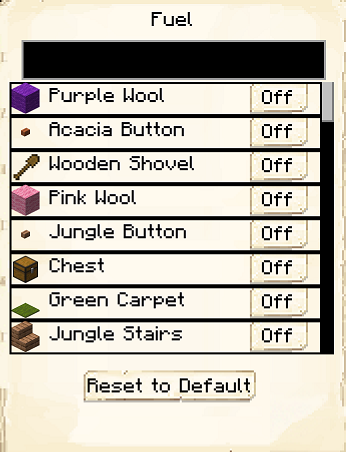 Fuel
Purple Wool Off
Acacia Button Off
Wooden Shovel Off
Pink Wool Off
Jungle Button Off
Chest Off
Green Carpet Off
Jungle Stairs Off
Reset to Default